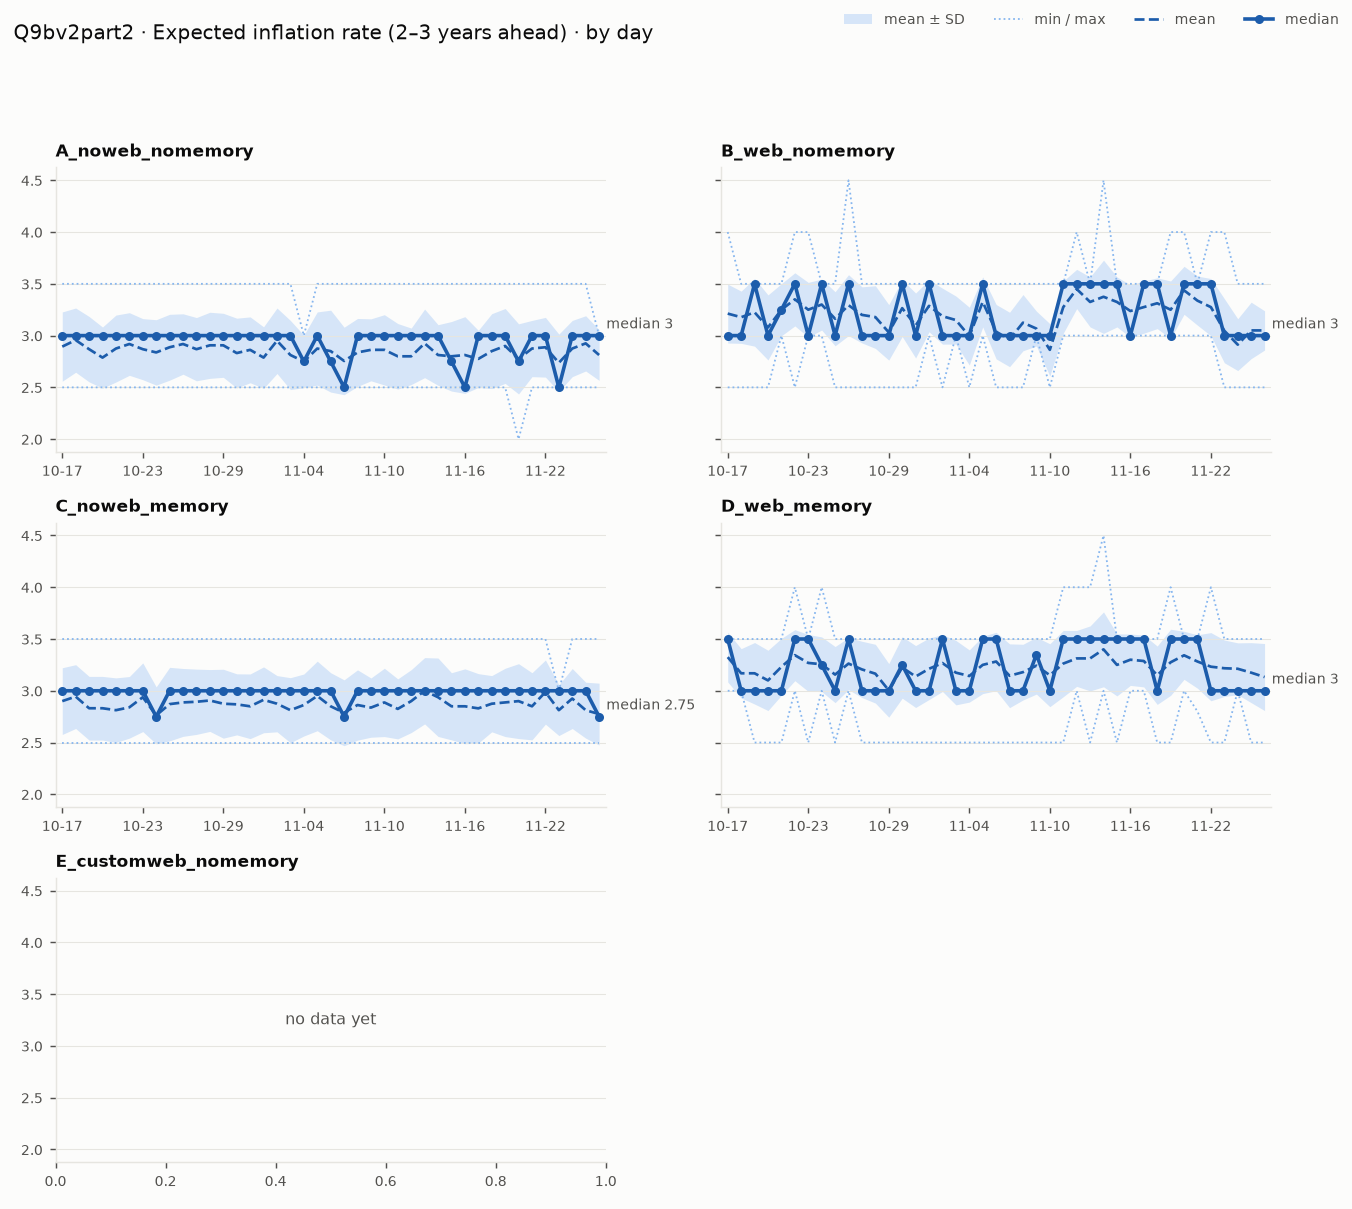 Q9bv2part2 · Expected inflation rate (2–3 years ahead) · by day
mean ± SD
min / max
mean
median
A_noweb_nomemory
4.5
4.0
3.5
3.0
2.5
2.0
median 3
10-17 10-23 10-29 11-04 11-10 11-16 11-22
B_web_nomemory
median 3
10-17 10-23 10-29 11-04 11-10 11-16 11-22
C_noweb_memory
4.5
4.0
3.5
3.0
2.5
2.0
median 2.75
10-17 10-23 10-29 11-04 11-10 11-16 11-22
D_web_memory
median 3
10-17 10-23 10-29 11-04 11-10 11-16 11-22
E_customweb_nomemory
4.5
4.0
3.5
3.0
2.5
2.0
no data yet
0.0 0.2 0.4 0.6 0.8 1.0